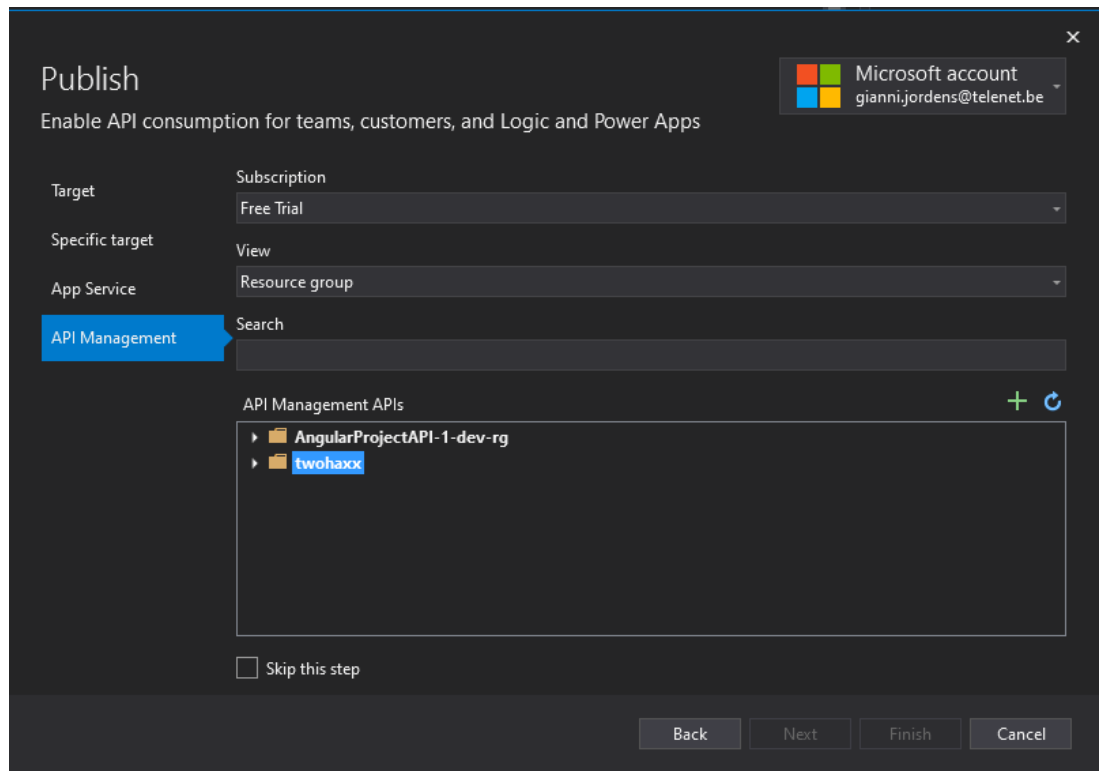 Publish
Microsoft account
gianni.jordens@telenet.be
Enable API consumption for teams, customers, and Logic and Power Apps
Target
Specific target
App Service
API Management
Subscription
Free Trial
View
Resource group
Search
API Management APIs
AngularProjectAPI-1-dev-rg
twohaxx
Skip this step
Back
Next
Finish
Cancel